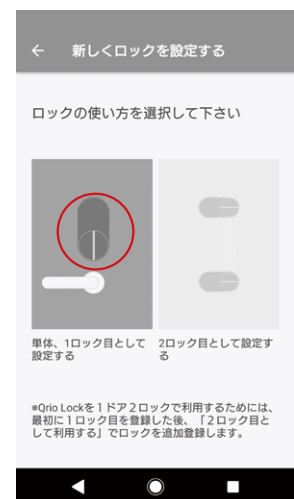 新しくロックを設定する
ロックの使い方を選択して下さい
単体、1ロック目として
設定する
2ロック目として設定す
る
*Qrio Lockを1ドア2ロックで利用するためには、
最初に1ロック目を登録した後、「2ロック目と
して利用する」でロックを追加登録します。